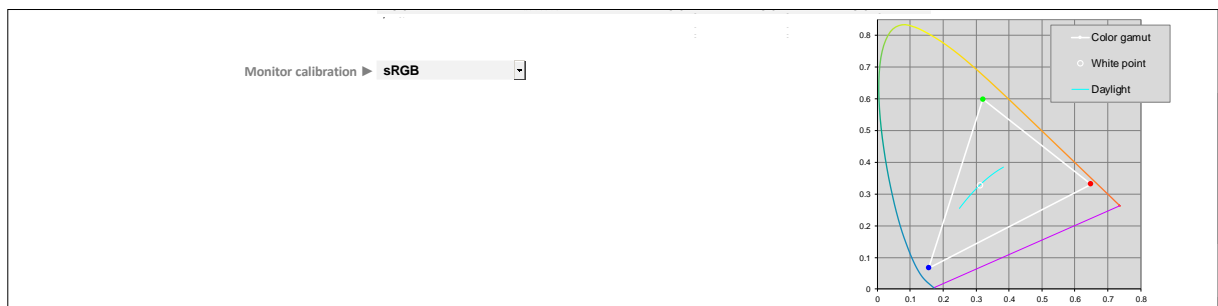 Monitor calibration ► sRGB
Color gamut
White point
Daylight
0.8
0.7
0.6
0.5
0.4
0.3
0.2
0.1
0
0 0.1 0.2 0.3 0.4 0.5 0.6 0.7 0.8